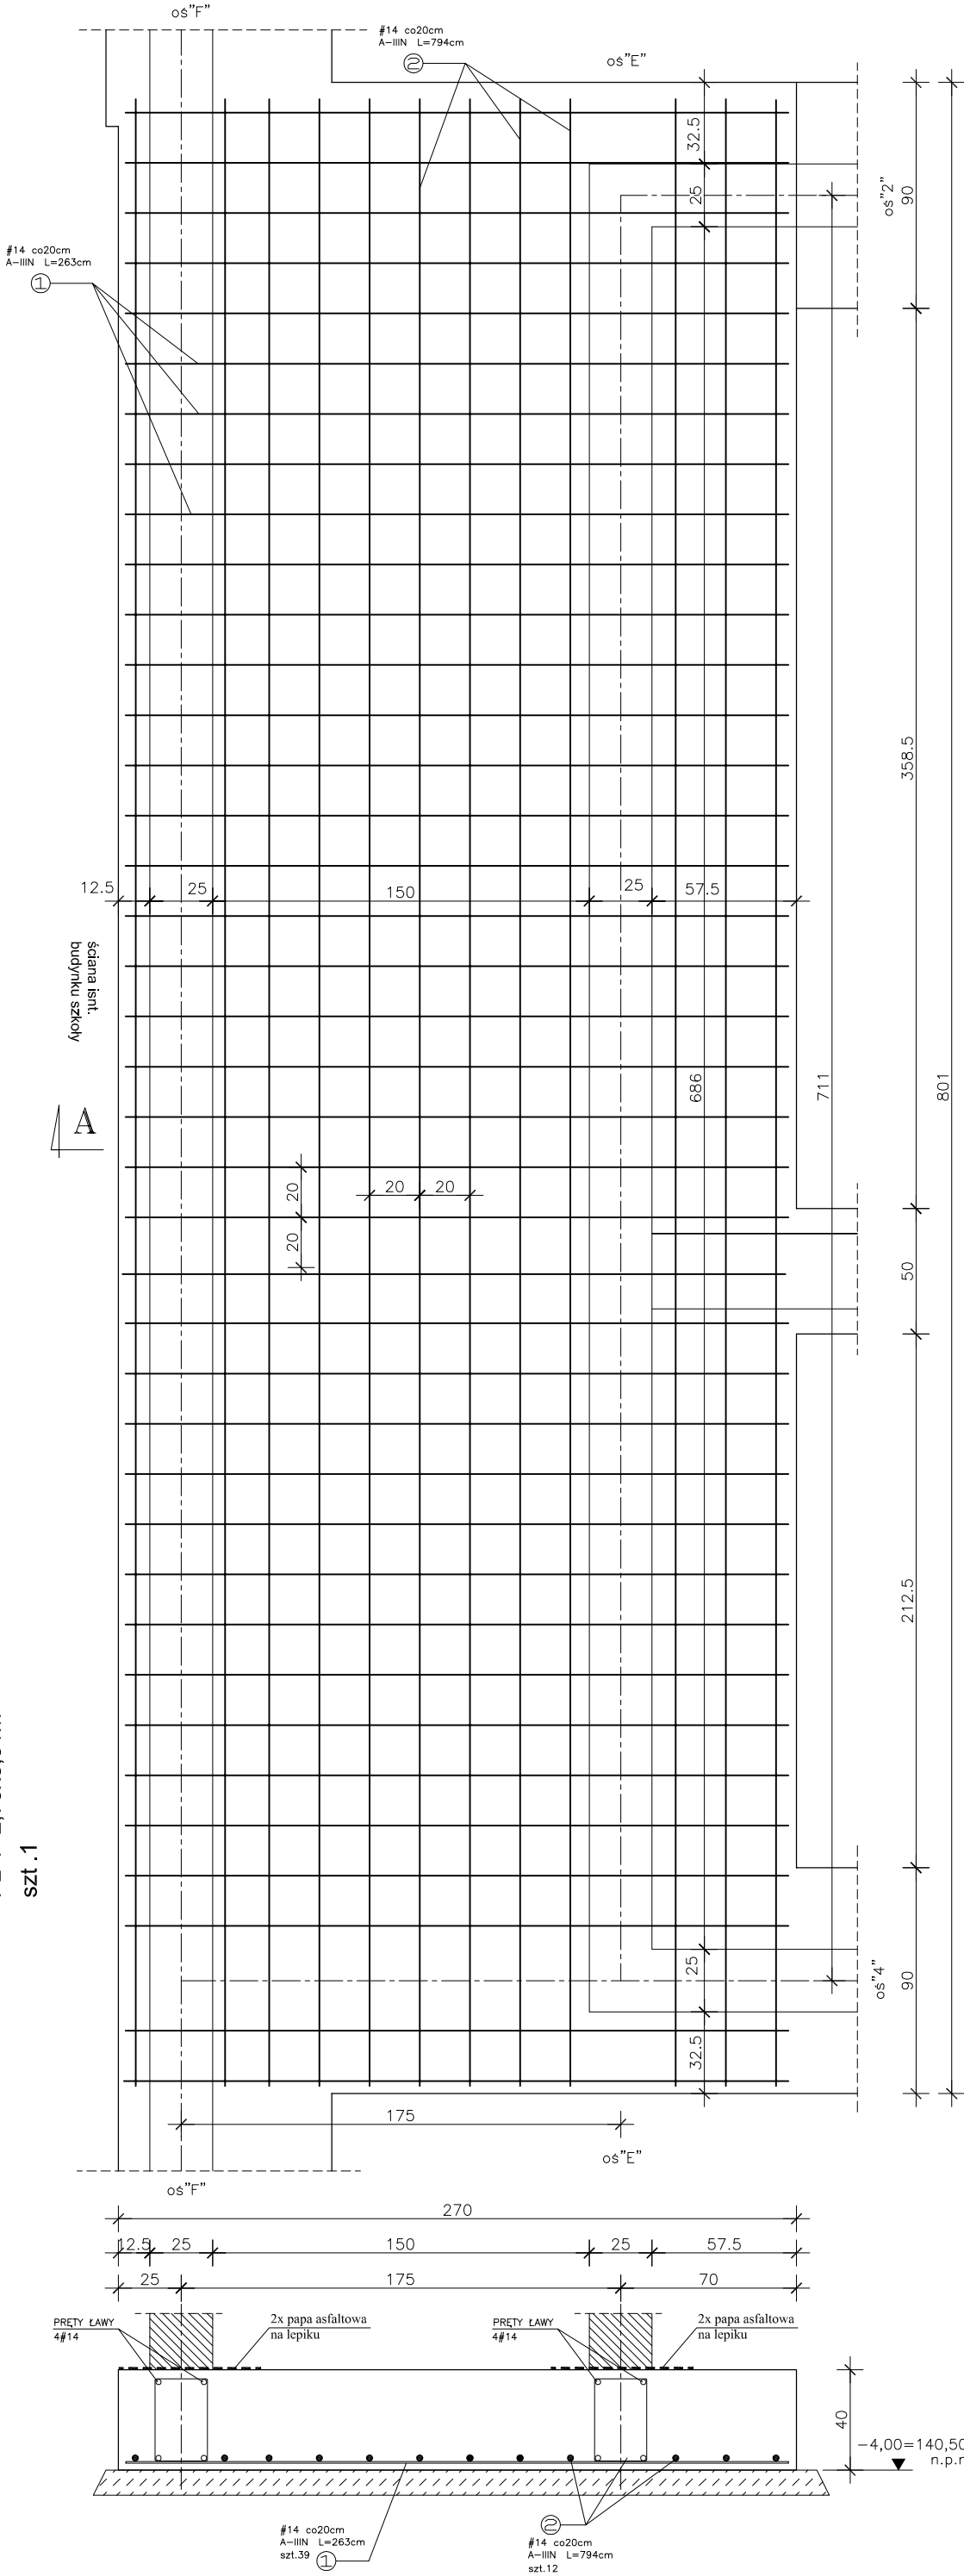 oś"F"
#14 co20cm
A-IIIN L=794cm
2
oś"E"
32.5
25
oś"2"
90
#14 co20cm
A-IIIN L=263cm
1
358.5
12.5
25
150
25
57.5
ściana isnt.
budynku szkoły
686
711
801
A
20
20
20
20
50
212.5
szt.1
25
oś"4"
90
32.5
175
oś"E"
oś"F"
270
12.5
25
150
25
57.5
25
175
70
PRĘTY ŁAWY
4#14
2x papa asfaltowa
na lepiku
PRĘTY ŁAWY
4#14
2x papa asfaltowa
na lepiku
40
-4,00=140,50
n.p.
#14 co20cm
A-IIIN L=263cm
szt.39
1
2
#14 co20cm
A-IIIN L=794cm
szt.12